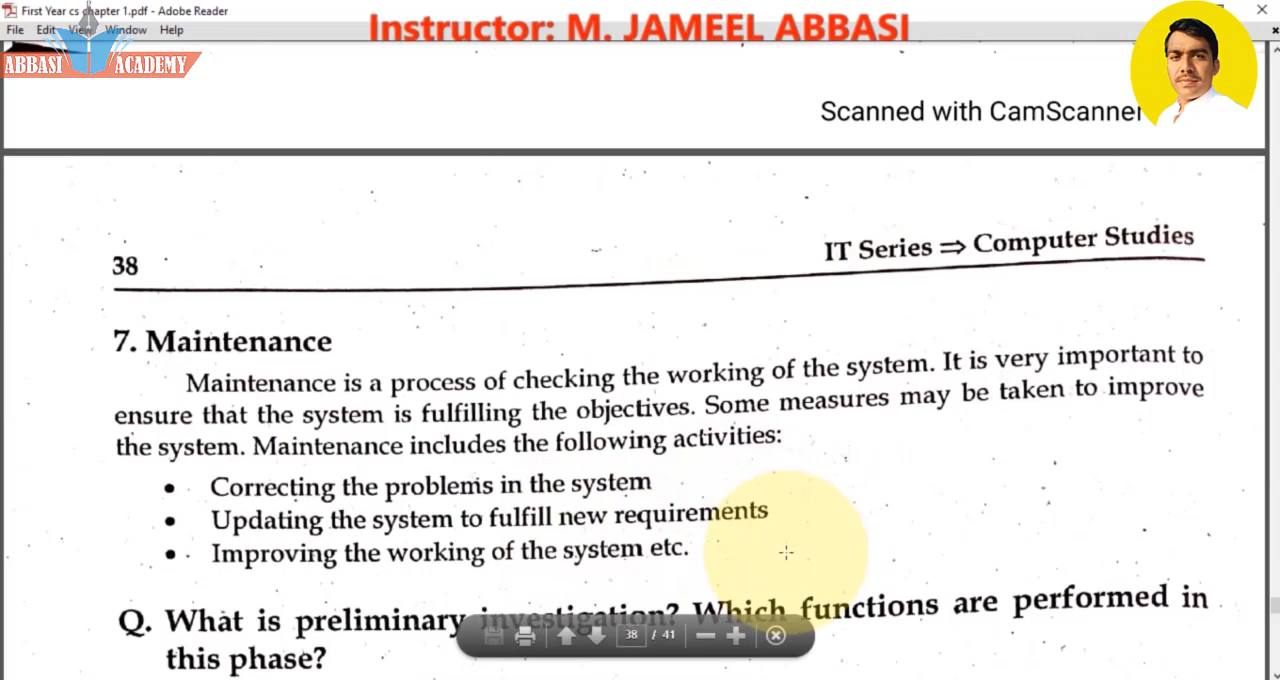 First Year cs chapter 1.pdf - Adobe Reader
File Edit View Window Help
Instructor: M. JAMEEL ABBASI
ABBASI ACADEMY
Scanned with CamScanner
38
IT Series ⇒ Computer Studies
7. Maintenance
Maintenance is a process of checking the working of the system. It is very important to
ensure that the system is fulfilling the objectives. Some measures may be taken to improve
the system. Maintenance includes the following activities:
• Correcting the problems in the system
• Updating the system to fulfill new requirements
• Improving the working of the system etc.
Q. What is preliminary investigation? Which functions are performed in
this phase?
38 / 41